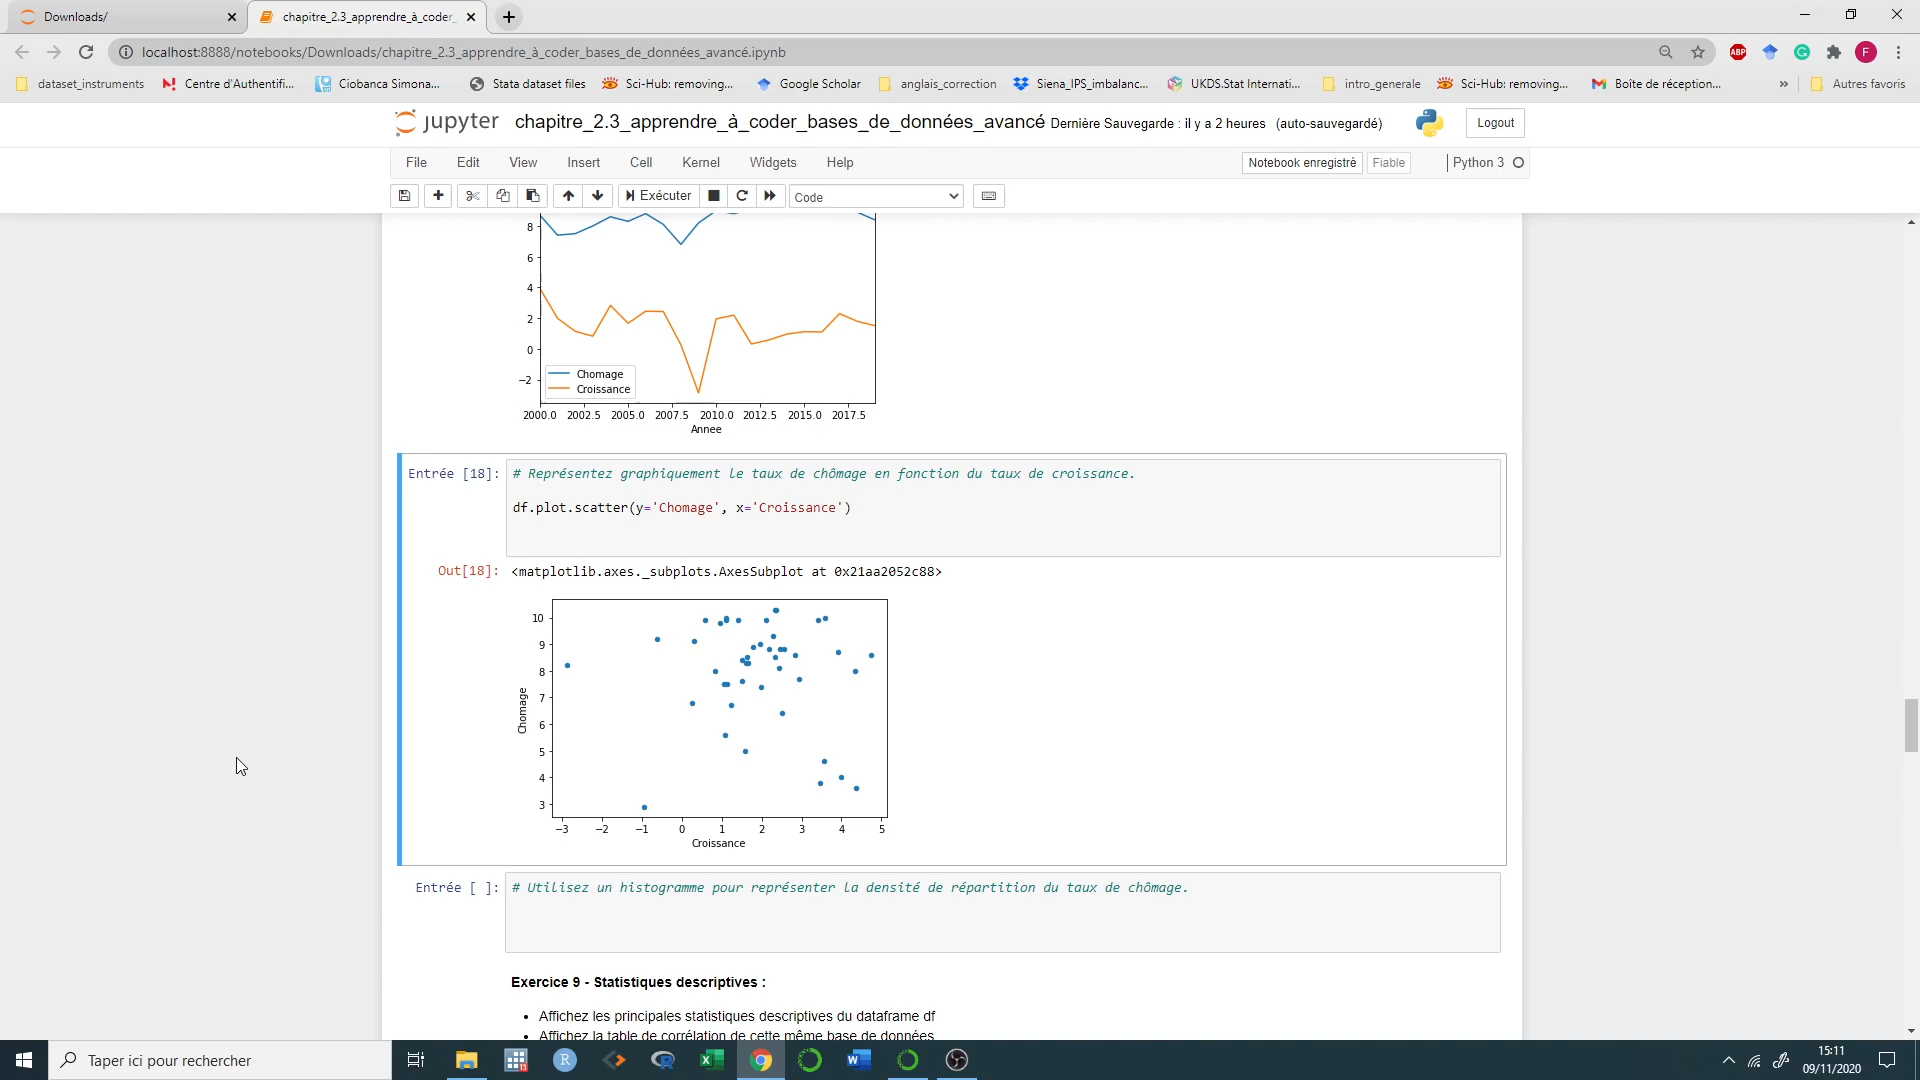 Downloads/
chapitre_2.3_apprendre_à_coder_
localhost:8888/notebooks/Downloads/chapitre_2.3_apprendre_à_coder_bases_de_données_avancé.ipynb
ABP
F
dataset_instruments
Centre d'Authentifi...
Ciobanca Simona...
Stata dataset files
Sci-Hub: removing...
Google Scholar
anglais_correction
Siena_IPS_imbalanc...
UKDS.Stat Internati...
intro_generale
Sci-Hub: removing...
Boîte de réception...
»
Autres favoris
jupyter
chapitre_2.3_apprendre_à_coder_bases_de_données_avancé
Dernière Sauvegarde : il y a 2 heures (auto-sauvegardé)
Logout
File Edit View Insert Cell Kernel Widgets Help
Notebook enregistré
Fiable
Python 3
Exécuter
Code
8
6
4
2
0
−2
Chomage
Croissance
2000.0 2002.5 2005.0 2007.5 2010.0 2012.5 2015.0 2017.5
Annee
Entrée [18]:
# Représentez graphiquement le taux de chômage en fonction du taux de croissance.
df.plot.scatter(y='Chomage', x='Croissance')
Out[18]:
<matplotlib.axes._subplots.AxesSubplot at 0x21aa2052c88>
10
9
8
7
6
5
4
3
Chomage
−3 −2 −1 0 1 2 3 4 5
Croissance
Entrée [ ]:
# Utilisez un histogramme pour représenter la densité de répartition du taux de chômage.
Exercice 9 - Statistiques descriptives :
• Affichez les principales statistiques descriptives du dataframe df
• Affichez la table de corrélation de cette même base de données
Taper ici pour rechercher
15:11
09/11/2020